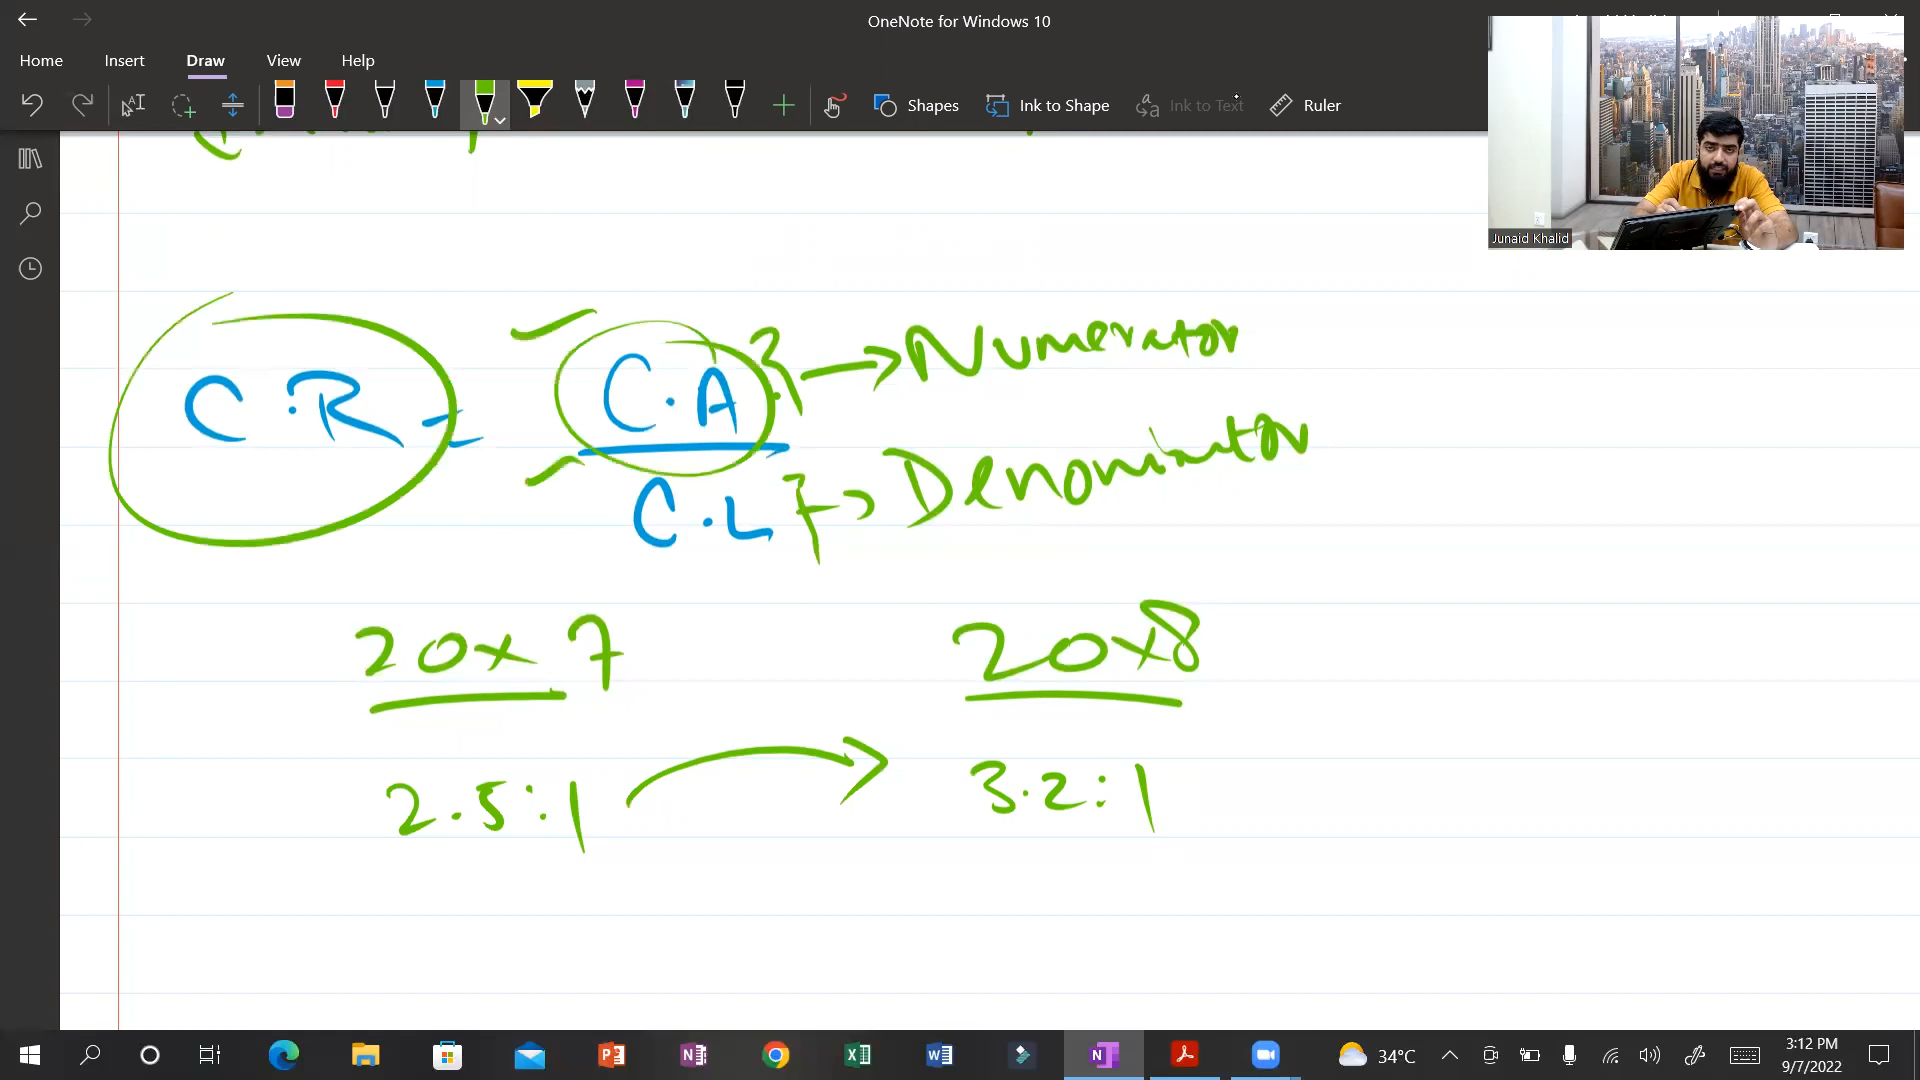 OneNote for Windows 10
Home Insert Draw View Help
Shapes Ink to Shape Ink to Text Ruler
Junaid Khalid
C.R = C.A → Numerator
C.L → Denominator
20x7 20x8
2.5:1 3.2:1
34°C 3:12 PM
9/7/2022